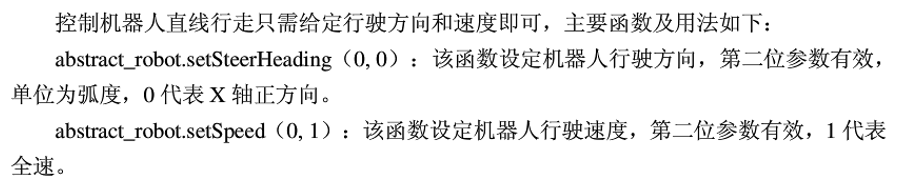 控制机器人直线行走只需给定行驶方向和速度即可，主要函数及用法如下：
abstract_robot.setSteerHeading（0, 0）：该函数设定机器人行驶方向，第二位参数有效，
单位为弧度，0 代表 X 轴正方向。
abstract_robot.setSpeed（0, 1）：该函数设定机器人行驶速度，第二位参数有效，1 代表
全速。